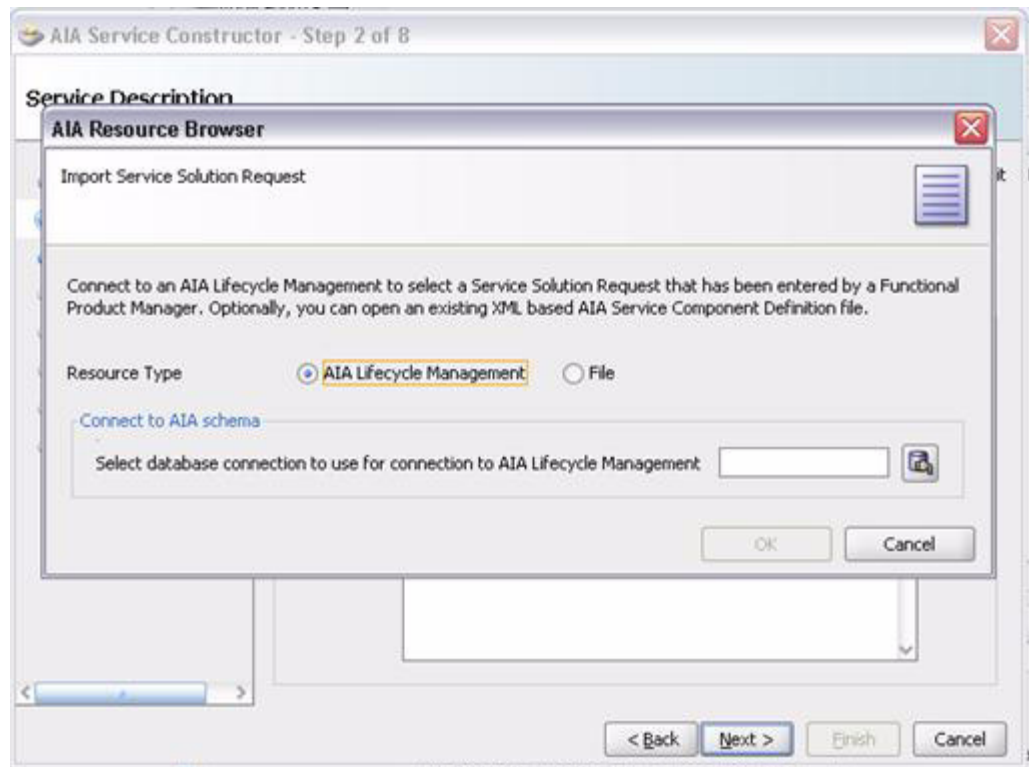 AIA Service Constructor - Step 2 of 8
Service Description
AIA Resource Browser
Import Service Solution Request
Connect to an AIA Lifecycle Management to select a Service Solution Request that has been entered by a Functional
Product Manager. Optionally, you can open an existing XML based AIA Service Component Definition file.
Resource Type AIA Lifecycle Management File
Connect to AIA schema
Select database connection to use for connection to AIA Lifecycle Management
OK Cancel
< Back Next > Finish Cancel